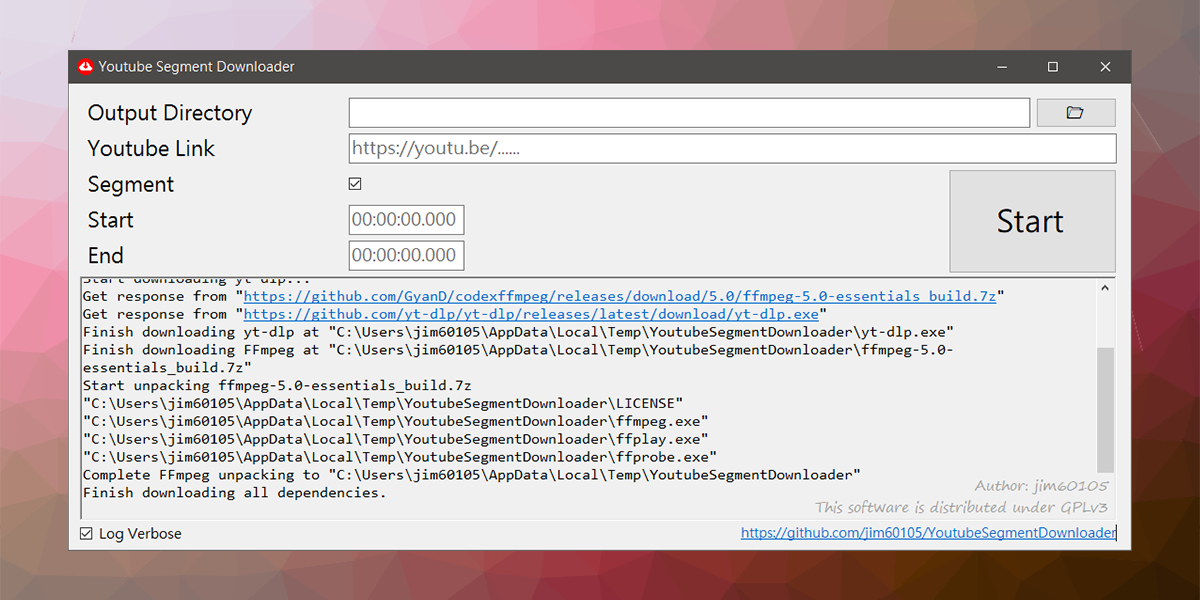 Youtube Segment Downloader
Output Directory
Youtube Link
https://youtu.be/......
Segment
Start
00:00:00.000
Start
End
00:00:00.000
Start downloading yt-dlp...
Get response from "https://github.com/GyanD/codexffmpeg/releases/download/5.0/ffmpeg-5.0-essentials_build.7z"
Get response from "https://github.com/yt-dlp/yt-dlp/releases/latest/download/yt-dlp.exe"
Finish downloading yt-dlp at "C:\Users\jim60105\AppData\Local\Temp\YoutubeSegmentDownloader\yt-dlp.exe"
Finish downloading FFmpeg at "C:\Users\jim60105\AppData\Local\Temp\YoutubeSegmentDownloader\ffmpeg-5.0-
essentials_build.7z"
Start unpacking ffmpeg-5.0-essentials_build.7z
"C:\Users\jim60105\AppData\Local\Temp\YoutubeSegmentDownloader\LICENSE"
"C:\Users\jim60105\AppData\Local\Temp\YoutubeSegmentDownloader\ffmpeg.exe"
"C:\Users\jim60105\AppData\Local\Temp\YoutubeSegmentDownloader\ffplay.exe"
"C:\Users\jim60105\AppData\Local\Temp\YoutubeSegmentDownloader\ffprobe.exe"
Complete FFmpeg unpacking to "C:\Users\jim60105\AppData\Local\Temp\YoutubeSegmentDownloader"
Finish downloading all dependencies.
Author: jim60105
This software is distributed under GPLv3
Log Verbose
https://github.com/jim60105/YoutubeSegmentDownloader